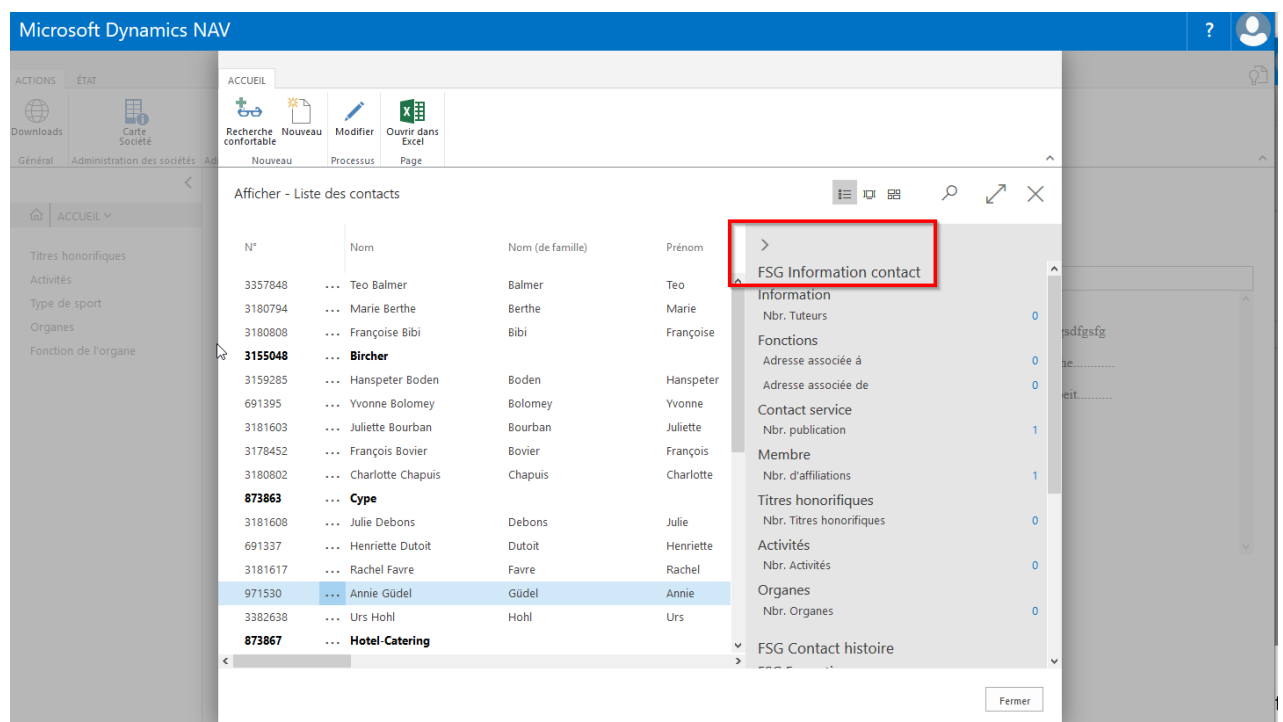 Microsoft Dynamics NAV
?
ACTIONS ÉTAT
ACCUEIL
Downloads
Carte
Société
Recherche
confortable
Nouveau
Modifier
Ouvrir dans
Excel
Général Administration des sociétés Ad
Nouveau Processus Page
Afficher - Liste des contacts
ACCUEIL
Titres honorifiques
Activités
Type de sport
Organes
Fonction de l'organe
N° Nom Nom (de famille) Prénom
3357848 ... Teo Balmer Balmer Teo
3180794 ... Marie Berthe Berthe Marie
3180808 ... Françoise Bibi Bibi Françoise
3155048 ... Bircher
3159285 ... Hanspeter Boden Boden Hanspeter
691395 ... Yvonne Bolomey Bolomey Yvonne
3181603 ... Juliette Bourban Bourban Juliette
3178452 ... François Bovier Bovier François
3180802 ... Charlotte Chapuis Chapuis Charlotte
873863 ... Cype
3181608 ... Julie Debons Debons Julie
691337 ... Henriette Dutoit Dutoit Henriette
3181617 ... Rachel Favre Favre Rachel
971530 ... Annie Güdel Güdel Annie
3382638 ... Urs Hohl Hohl Urs
873867 ... Hotel-Catering
FSG Information contact
Information
Nbr. Tuteurs 0
Fonctions
Adresse associée á 0
Adresse associée de 0
Contact service
Nbr. publication 1
Membre
Nbr. d'affiliations 1
Titres honorifiques
Nbr. Titres honorifiques 0
Activités
Nbr. Activités 0
Organes
Nbr. Organes 0
FSG Contact histoire
Fermer